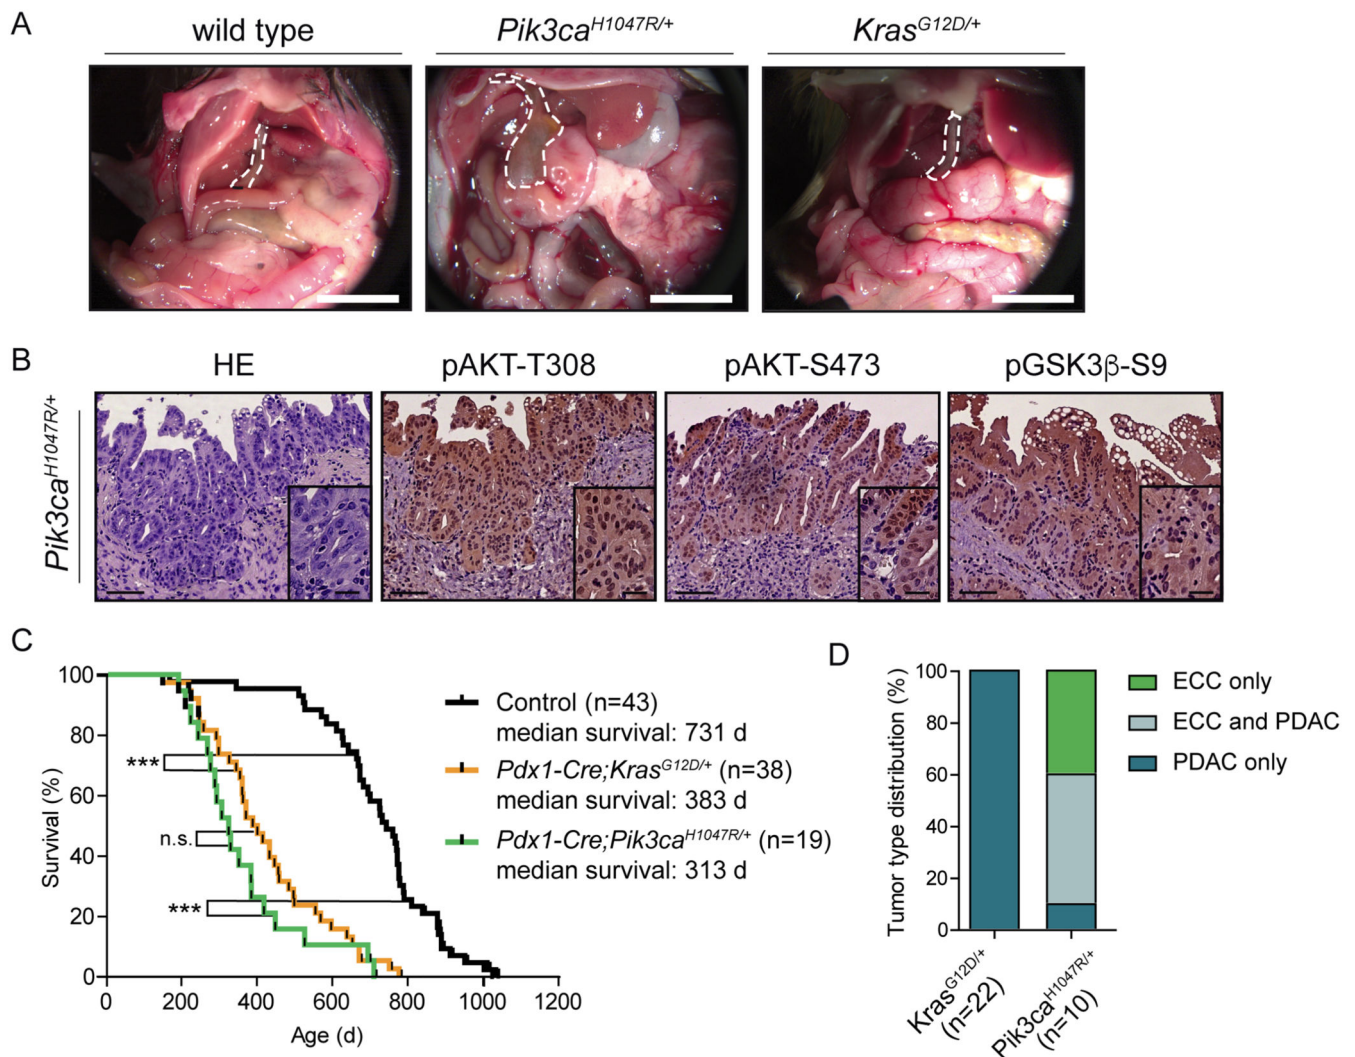 A
wild type
Pik3caH1047R/+
KrasG12D/+
B
HE
pAKT-T308
pAKT-S473
pGSK3β-S9
Pik3caH1047R/+
C
Survival (%)
100
80
60
40
20
0
***
n.s.
***
0 200 400 600 800 1000 1200
Age (d)
Control (n=43)
median survival: 731 d
Pdx1-Cre;KrasG12D/+ (n=38)
median survival: 383 d
Pdx1-Cre;Pik3caH1047R/+ (n=19)
median survival: 313 d
D
Tumor type distribution (%)
100
80
60
40
20
0
KrasG12D/+
(n=22)
Pik3caH1047R/+
(n=10)
ECC only
ECC and PDAC
PDAC only